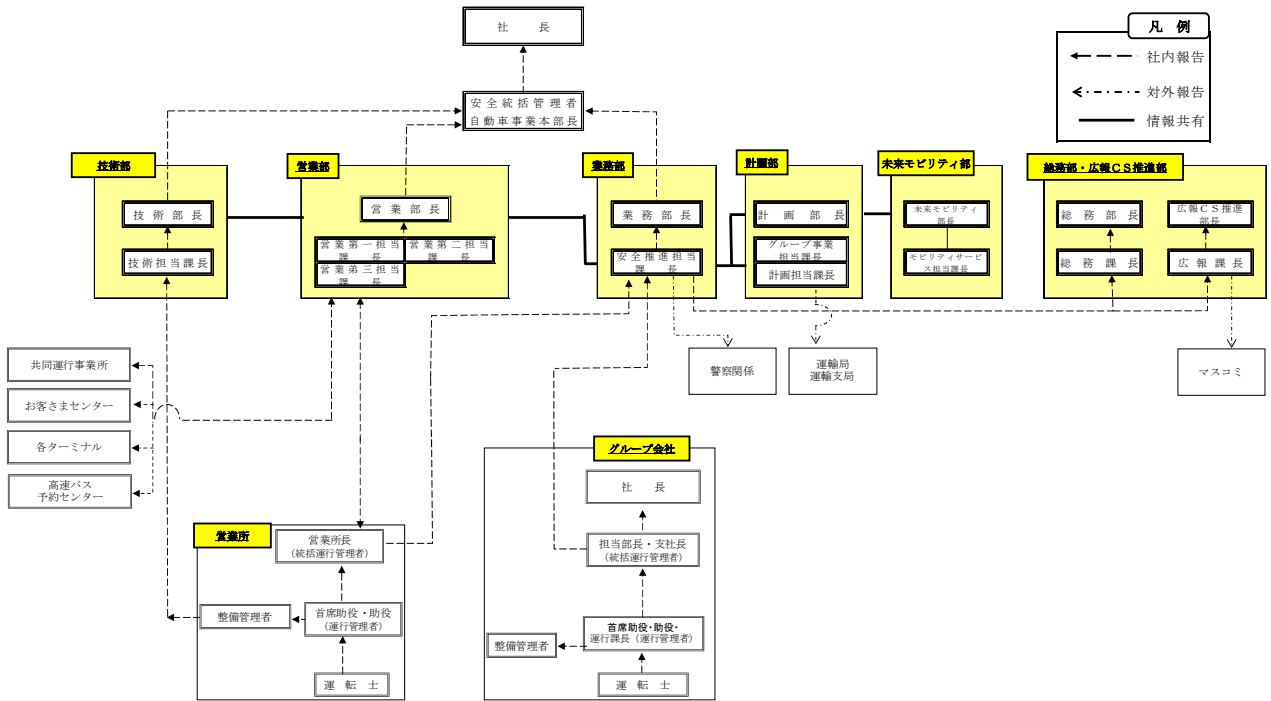 社　長
凡　例
社内報告
対外報告
情報共有
安全統括管理者
自動車事業本部長
技術部
営業部
業務部
計画部
未来モビリティ部
総務部・広報ＣＳ推進部
技術部長
営業部長
業務部長
計画部長
未来モビリティ
部長
総務部長
広報ＣＳ推進
部長
技術担当課長
営業第一担当
課　長
営業第二担当
課　長
営業第三担当
課　長
安全推進担当
課　長
グループ事業
担当課長
計画担当課長
モビリティサービ
ス担当課長
総務課長
広報課長
共同運行事業所
お客さまセンター
各ターミナル
高速バス
予約センター
警察関係
運輸局
運輸支局
マスコミ
グループ会社
社　長
営業所
営業所長
（統括運行管理者）
担当部長・支社長
（統括運行管理者）
整備管理者
首席助役・助役
（運行管理者）
整備管理者
首席助役・助役・
運行課長（運行管理者）
運転士
運転士